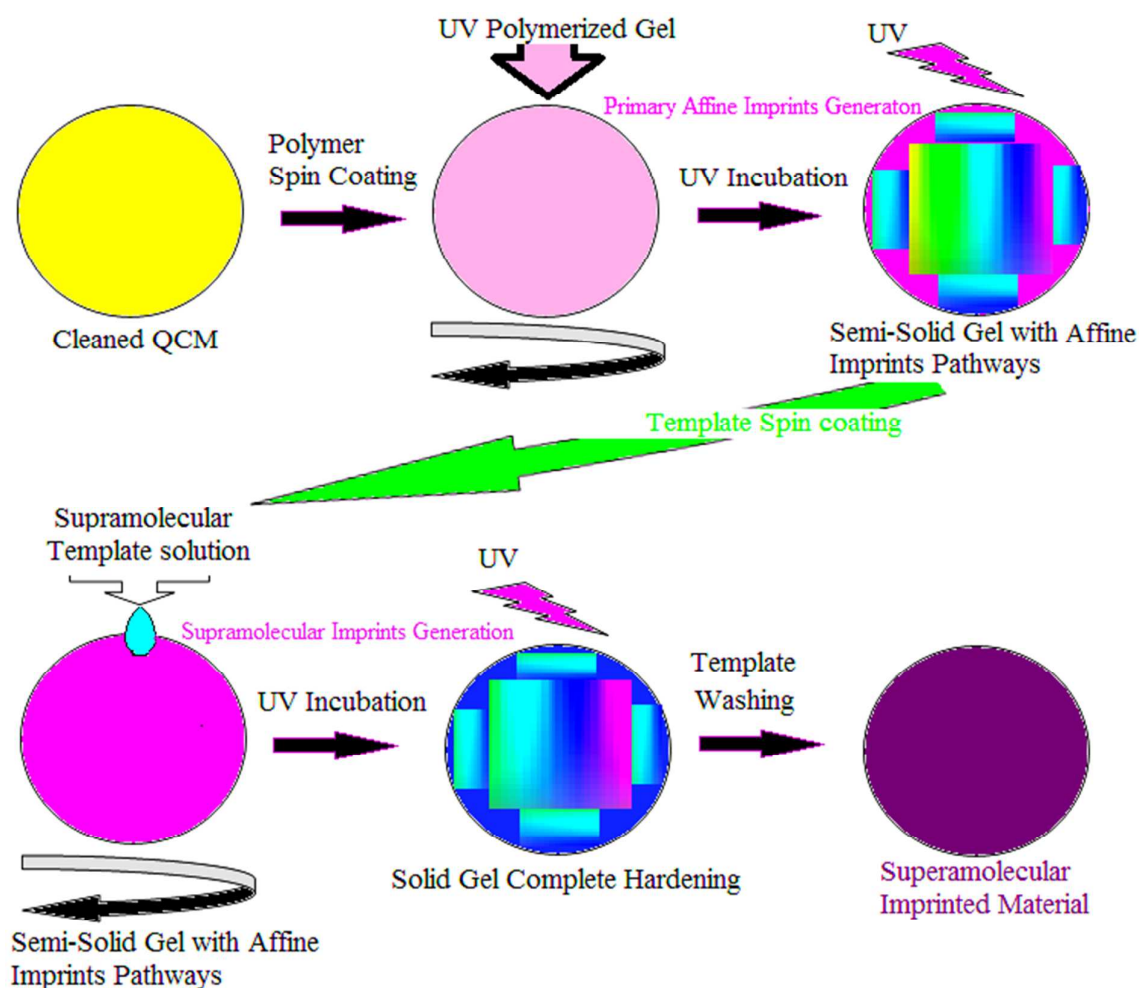 UV Polymerized Gel
UV
Primary Affine Imprints Generaton
Polymer
Spin Coating
UV Incubation
Cleaned QCM
Semi-Solid Gel with Affine
Imprints Pathways
Template Spin coating
Supramolecular
Template solution
UV
Supramolecular Imprints Generation
UV Incubation
Template
Washing
Solid Gel Complete Hardening
Superamolecular
Imprinted Material
Semi-Solid Gel with Affine
Imprints Pathways